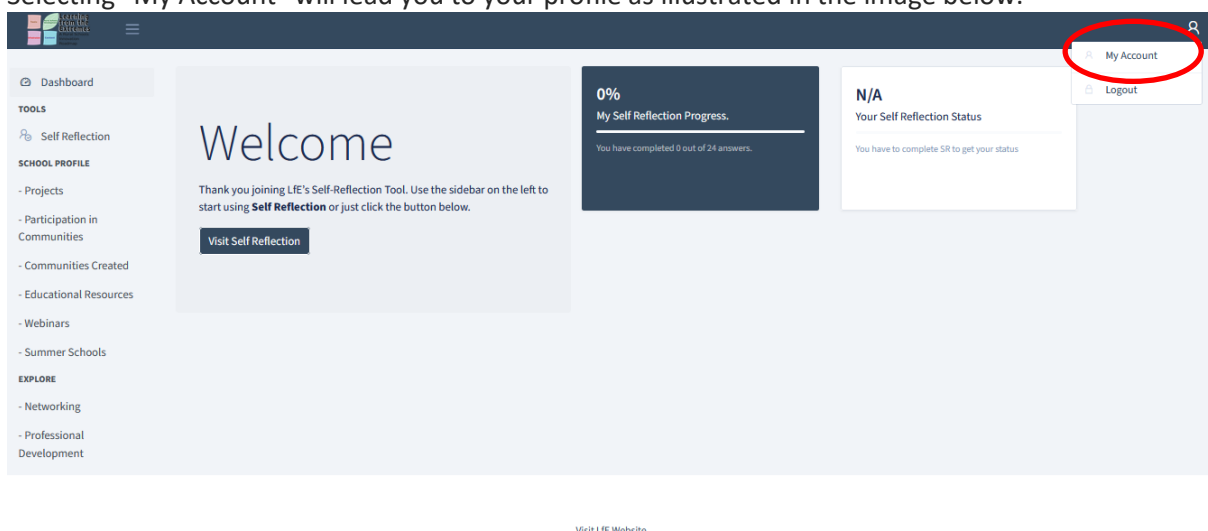 Selecting "My Account" will lead you to your profile as illustrated in the image below:
Learning
from the
Extremes
My Account
Logout
Dashboard
TOOLS
Self Reflection
SCHOOL PROFILE
- Projects
- Participation in
Communities
- Communities Created
- Educational Resources
- Webinars
- Summer Schools
EXPLORE
- Networking
- Professional
Development
Welcome
Thank you joining LfE's Self-Reflection Tool. Use the sidebar on the left to
start using Self Reflection or just click the button below.
Visit Self Reflection
0%
My Self Reflection Progress.
You have completed 0 out of 24 answers.
N/A
Your Self Reflection Status
You have to complete SR to get your status
Visit LfE Website